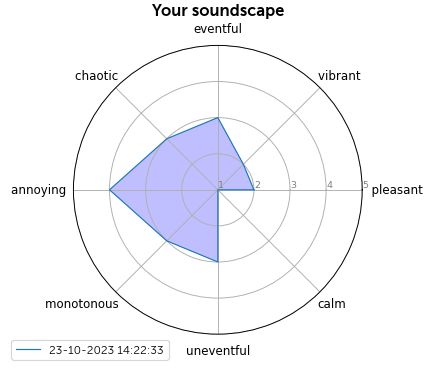 Your soundscape
eventful
chaotic
vibrant
annoying
1
2
3
4
5
pleasant
monotonous
calm
uneventful
23-10-2023 14:22:33